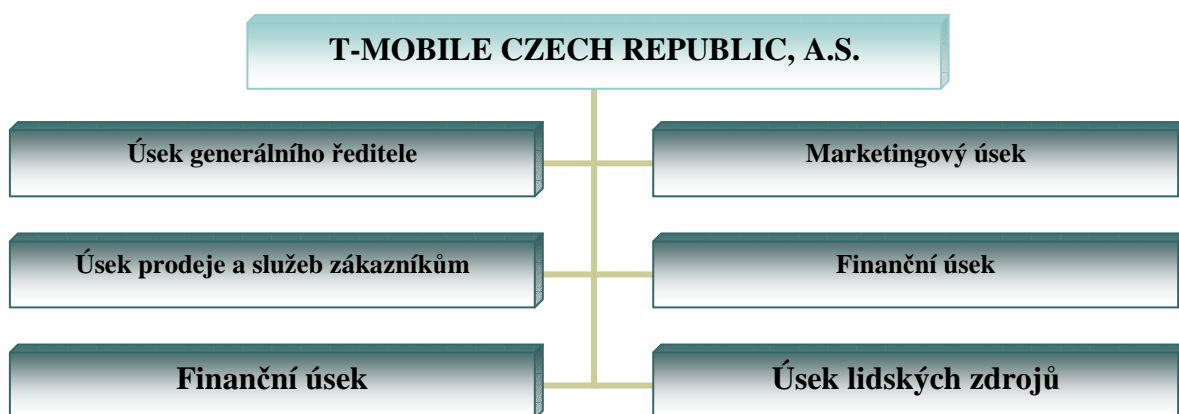 T-MOBILE CZECH REPUBLIC, A.S.
Úsek generálního ředitele
Marketingový úsek
Úsek prodeje a služeb zákazníkům
Finanční úsek
Finanční úsek
Úsek lidských zdrojů